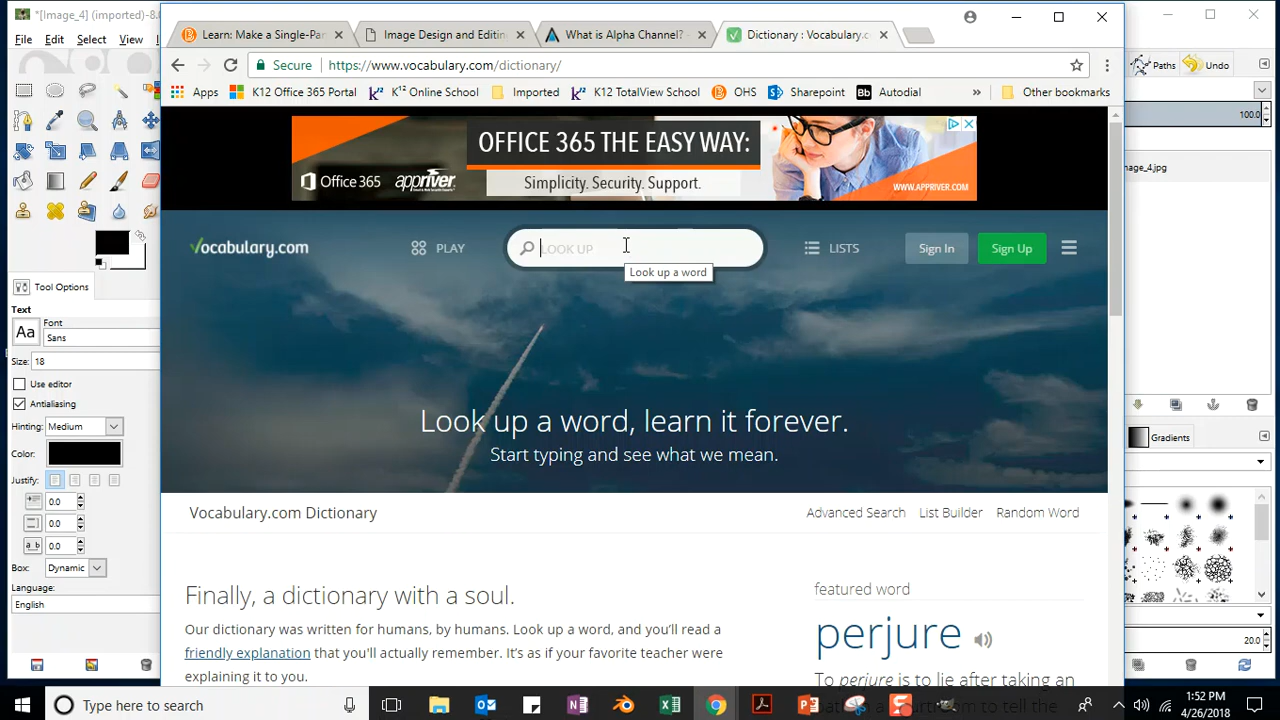 *[Image_4] (imported)-8.0
File Edit Select View
Learn: Make a Single-Pa
Image Design and Editin
What is Alpha Channel? -
Dictionary : Vocabulary.c
Secure https://www.vocabulary.com/dictionary/
Apps K12 Office 365 Portal K¹² Online School Imported K12 TotalView School OHS Sharepoint Bb Autodial » Other bookmarks
Paths Undo
100.0
mage_4.jpg
OFFICE 365 THE EASY WAY:
Office 365 appriver Simplicity. Security. Support. WWW.APPRIVER.COM
Vocabulary.com PLAY LOOK UP LISTS Sign In Sign Up
Look up a word
Tool Options
Text
Aa Font
Sans
Size: 18
Use editor
Antialiasing
Hinting: Medium
Color:
Justify:
0.0
0.0
a_b 0.0
Box: Dynamic
Language:
English
Look up a word, learn it forever.
Start typing and see what we mean.
Vocabulary.com Dictionary Advanced Search List Builder Random Word
Finally, a dictionary with a soul.
Our dictionary was written for humans, by humans. Look up a word, and you'll read a
friendly explanation that you'll actually remember. It's as if your favorite teacher were
explaining it to you.
featured word
perjure
To perjure is to lie after taking an
Gradients
20.0
Type here to search
1:52 PM
4/26/2018